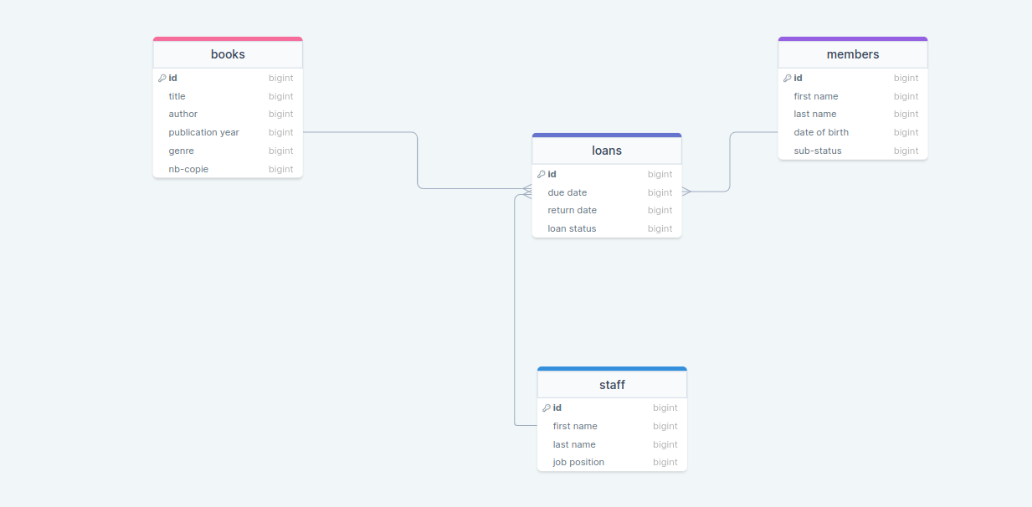 books
id bigint
title bigint
author bigint
publication year bigint
genre bigint
nb-copie bigint
members
id bigint
first name bigint
last name bigint
date of birth bigint
sub-status bigint
loans
id bigint
due date bigint
return date bigint
loan status bigint
staff
id bigint
first name bigint
last name bigint
job position bigint